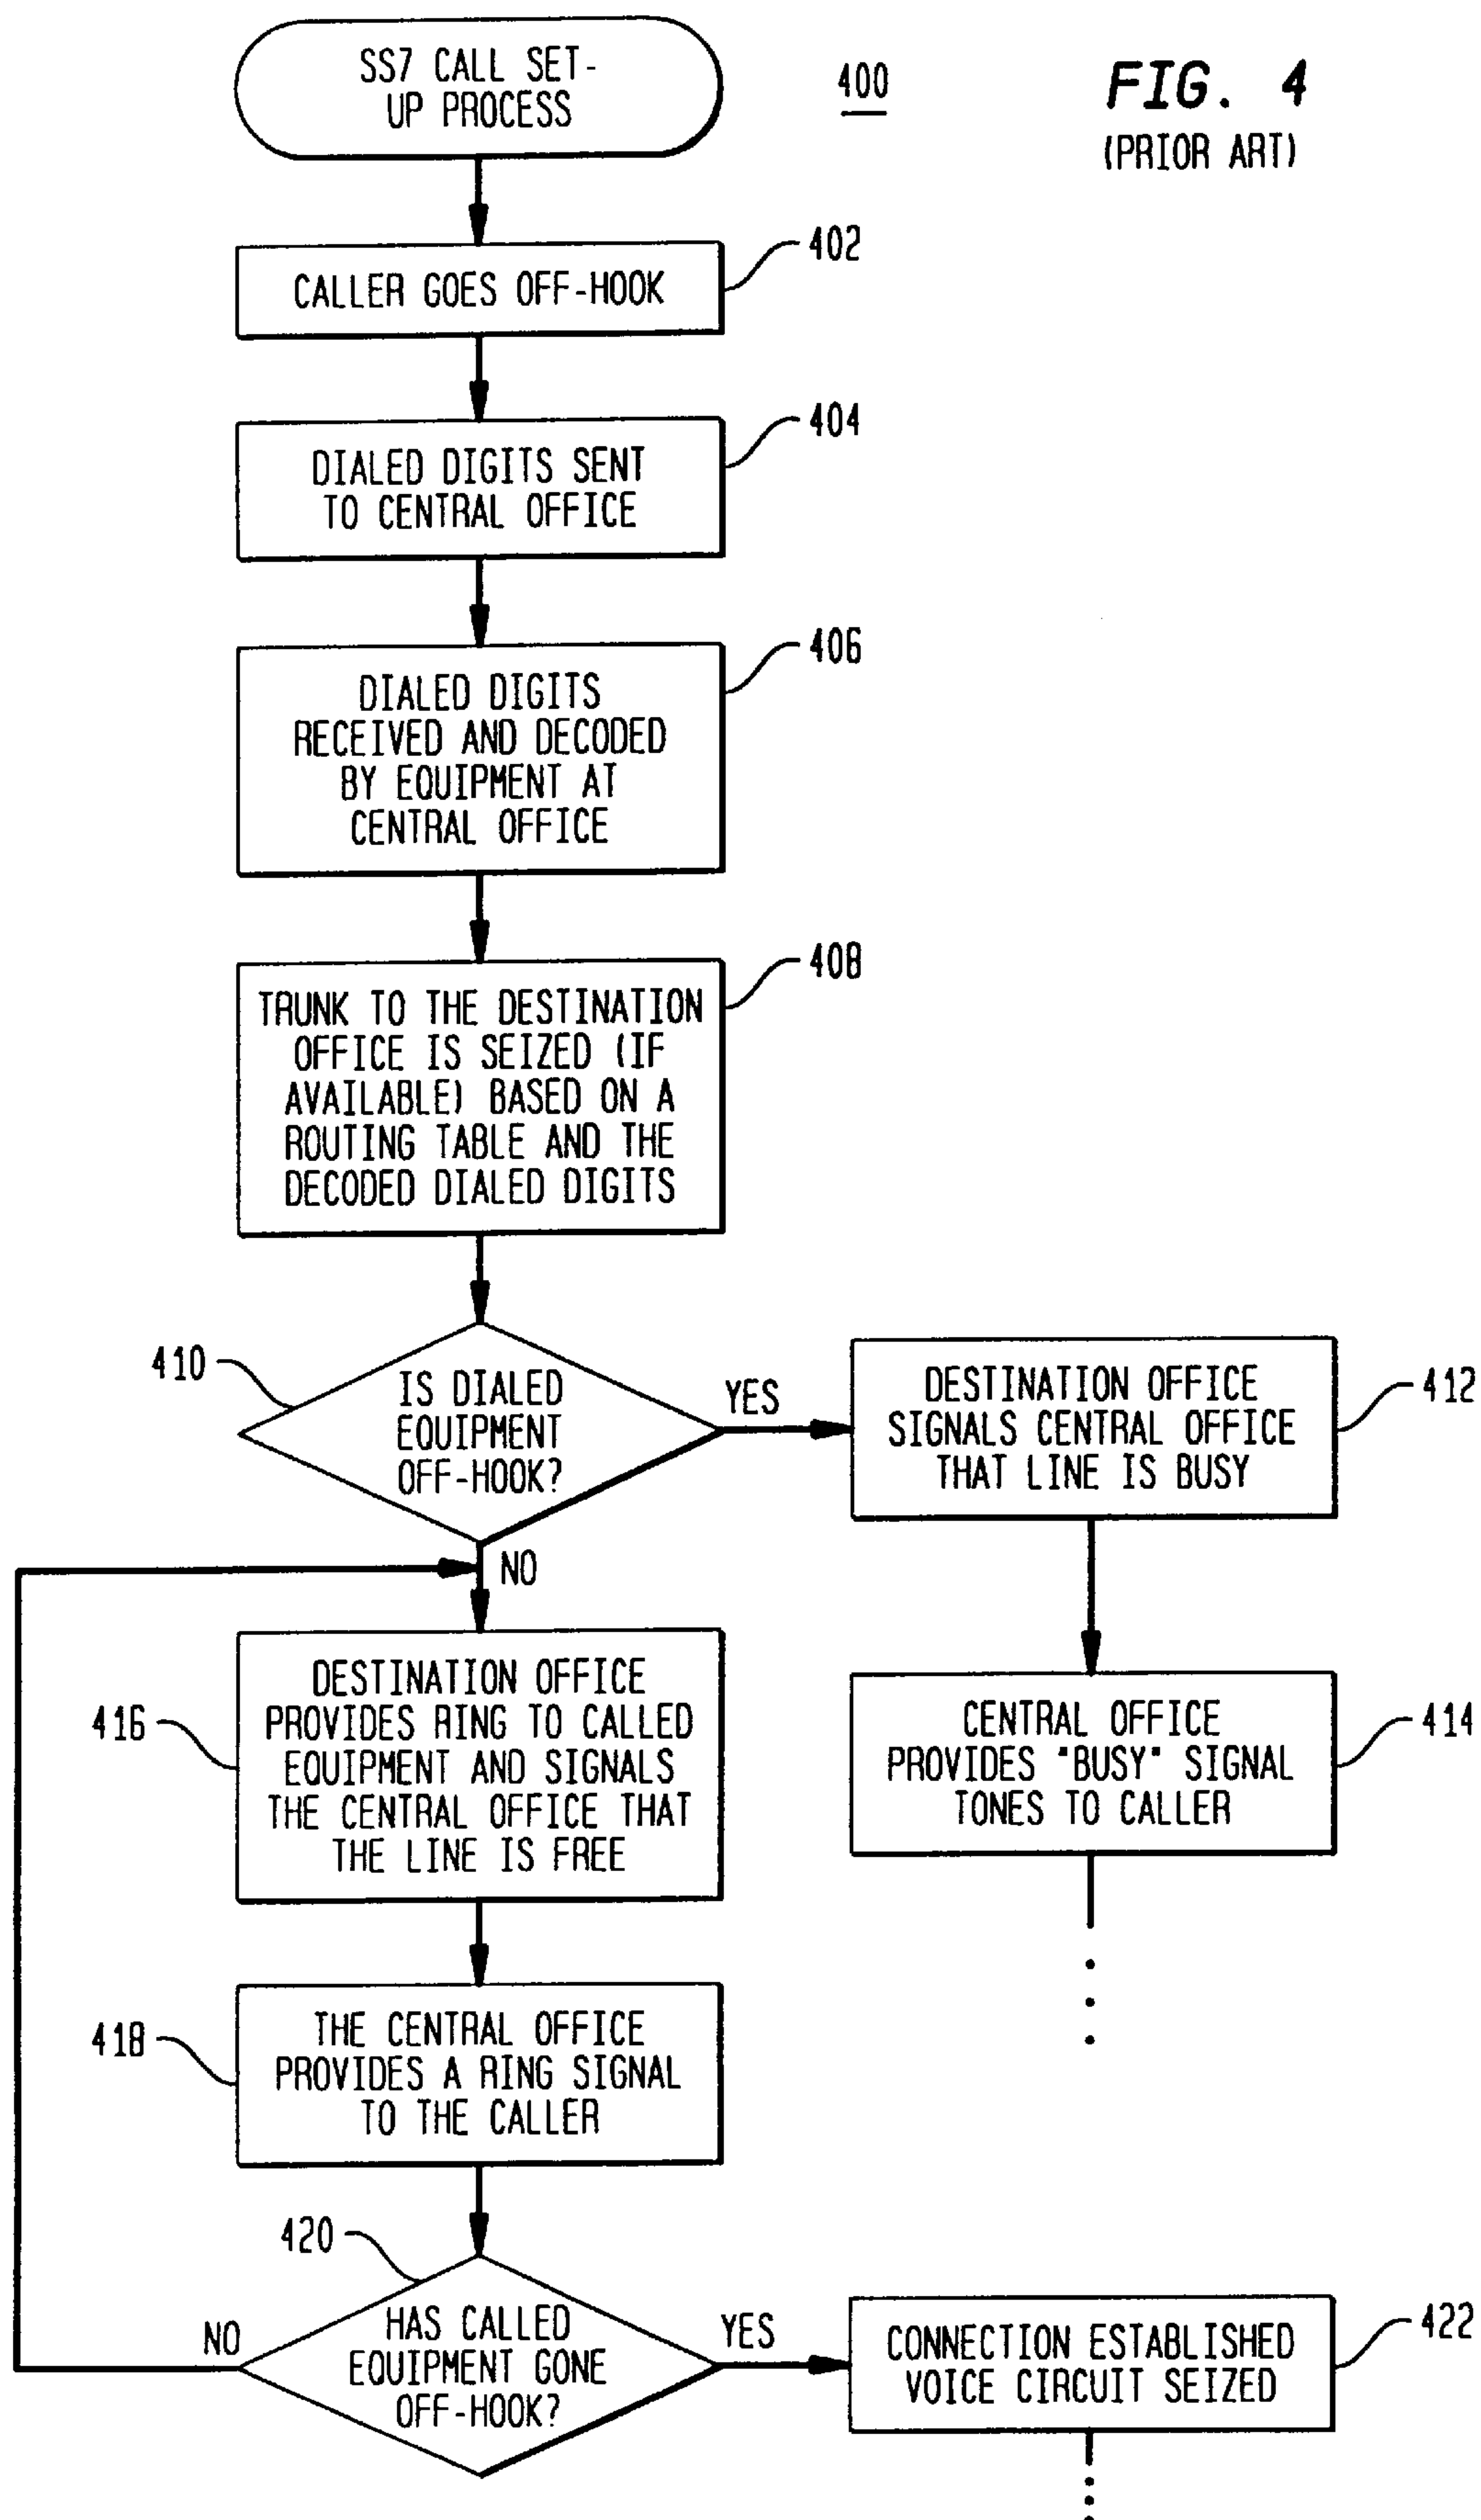 SS7 CALL SET-
UP PROCESS
400
FIG. 4
(PRIOR ART)
402
CALLER GOES OFF-HOOK
404
DIALED DIGITS SENT
TO CENTRAL OFFICE
406
DIALED DIGITS
RECEIVED AND DECODED
BY EQUIPMENT AT
CENTRAL OFFICE
408
TRUNK TO THE DESTINATION
OFFICE IS SEIZED (IF
AVAILABLE) BASED ON A
ROUTING TABLE AND THE
DECODED DIALED DIGITS
410
IS DIALED
EQUIPMENT
OFF-HOOK?
YES
DESTINATION OFFICE
SIGNALS CENTRAL OFFICE
THAT LINE IS BUSY
412
NO
CENTRAL OFFICE
PROVIDES "BUSY" SIGNAL
TONES TO CALLER
414
416
DESTINATION OFFICE
PROVIDES RING TO CALLED
EQUIPMENT AND SIGNALS
THE CENTRAL OFFICE THAT
THE LINE IS FREE
418
THE CENTRAL OFFICE
PROVIDES A RING SIGNAL
TO THE CALLER
420
HAS CALLED
EQUIPMENT GONE
OFF-HOOK?
NO
YES
CONNECTION ESTABLISHED
VOICE CIRCUIT SEIZED
422